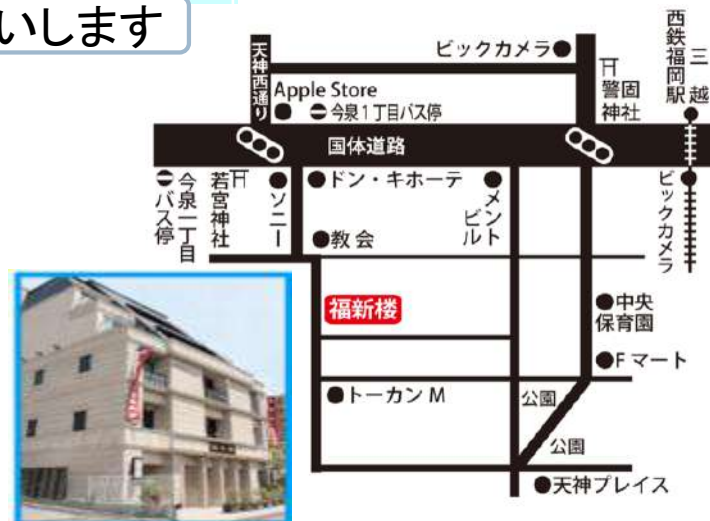 いします
天神西通り
ビックカメラ
警固
神社
西鉄福岡駅
三越
Apple Store
今泉1丁目バス停
国体道路
今泉一丁目
バス停
若宮神社
ソニー
ドン・キホーテ
メント
ビル
ビックカメラ
教会
福新楼
中央
保育園
Fマート
トーカンM
公園
公園
天神プレイス